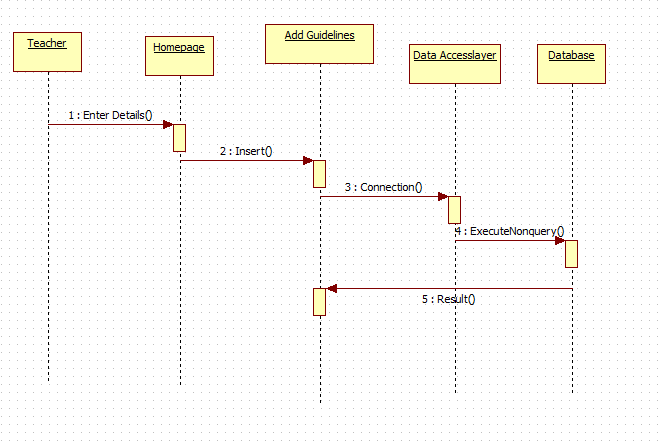 Teacher
Homepage
Add Guidelines
Data Accesslayer
Database
1 : Enter Details()
2 : Insert()
3 : Connection()
4 : ExecuteNonquery()
5 : Result()